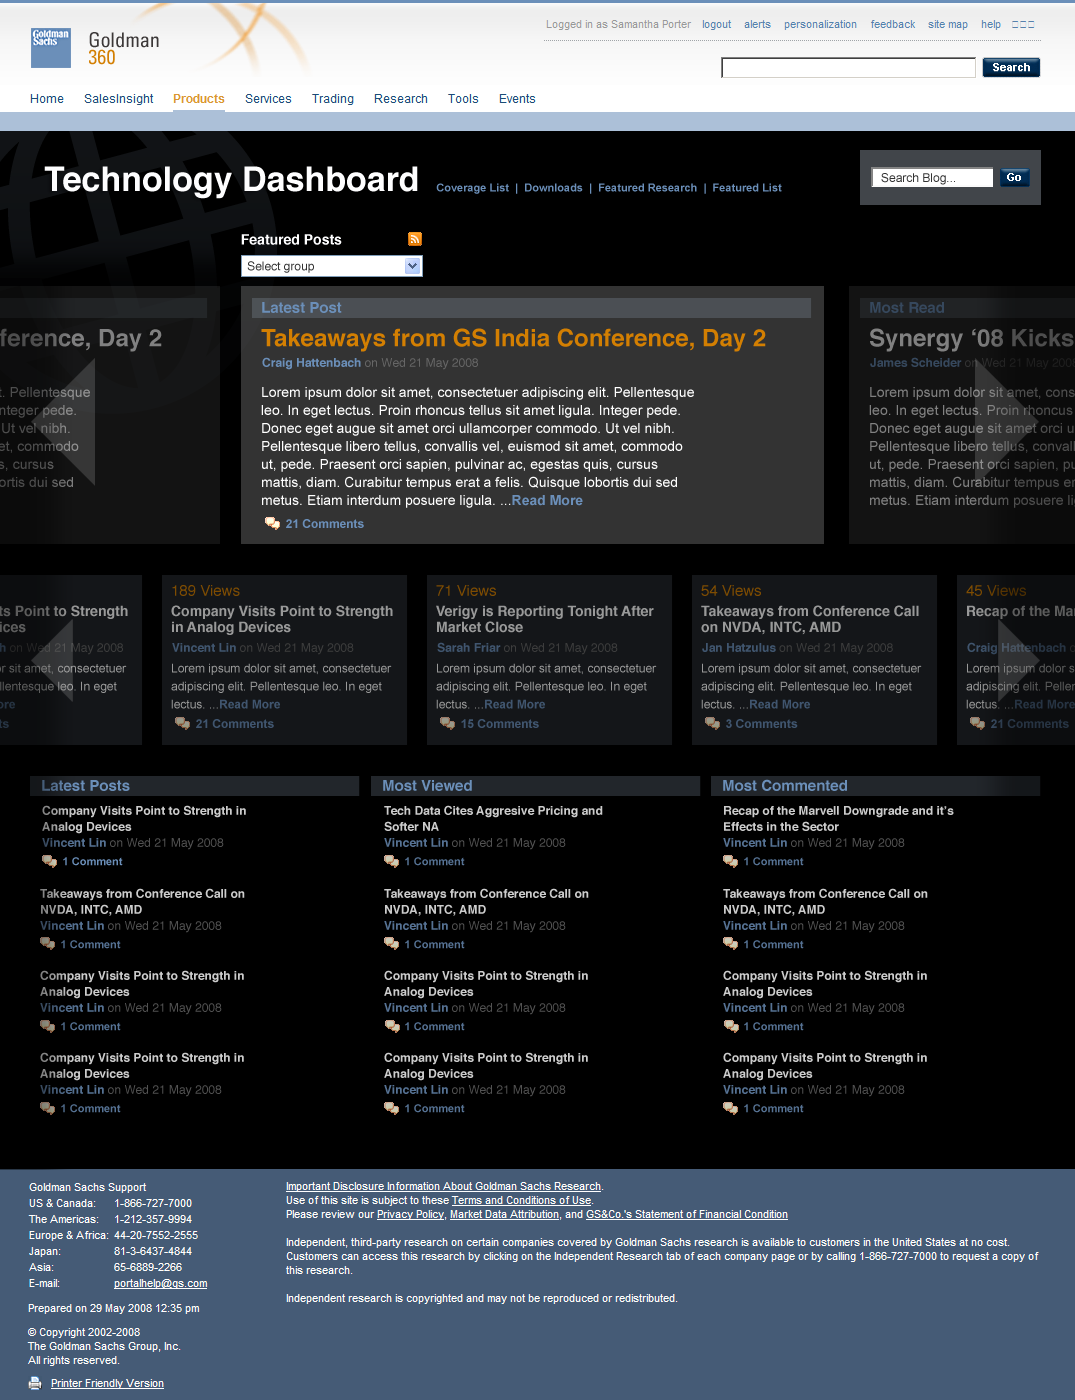 Goldman
Sachs
Goldman
360
Logged in as Samantha Porter logout alerts personalization feedback site map help
Search
Home SalesInsight Products Services Trading Research Tools Events
Technology Dashboard
Coverage List | Downloads | Featured Research | Featured List
Search Blog... Go
Featured Posts
Select group
ference, Day 2
t. Pellentesque
nteger pede.
Ut vel nibh.
et, commodo
s, cursus
bortis dui sed
Latest Post
Takeaways from GS India Conference, Day 2
Craig Hattenbach on Wed 21 May 2008
Lorem ipsum dolor sit amet, consectetuer adipiscing elit. Pellentesque
leo. In eget lectus. Proin rhoncus tellus sit amet ligula. Integer pede.
Donec eget augue sit amet orci ullamcorper commodo. Ut vel nibh.
Pellentesque libero tellus, convallis vel, euismod sit amet, commodo
ut, pede. Praesent orci sapien, pulvinar ac, egestas quis, cursus
mattis, diam. Curabitur tempus erat a felis. Quisque lobortis dui sed
metus. Etiam interdum posuere ligula. ...Read More
21 Comments
Most Read
Synergy ‘08 Kicks
James Scheider on Wed 21 May 2008
Lorem ipsum dolor sit amet, cons
leo. In eget lectus. Proin rhoncus
Donec eget augue sit amet orci u
Pellentesque libero tellus, conval
ut, pede. Praesent orci sapien, pu
mattis, diam. Curabitur tempus er
metus. Etiam interdum posuere li
ts Point to Strength
ices
h on Wed 21 May 2008
r sit amet, consectetuer
llentesque leo. In eget
ore
ts
189 Views
Company Visits Point to Strength
in Analog Devices
Vincent Lin on Wed 21 May 2008
Lorem ipsum dolor sit amet, consectetuer
adipiscing elit. Pellentesque leo. In eget
lectus. ...Read More
21 Comments
71 Views
Verigy is Reporting Tonight After
Market Close
Sarah Friar on Wed 21 May 2008
Lorem ipsum dolor sit amet, consectetuer
adipiscing elit. Pellentesque leo. In eget
lectus. ...Read More
15 Comments
54 Views
Takeaways from Conference Call
on NVDA, INTC, AMD
Jan Hatzulus on Wed 21 May 2008
Lorem ipsum dolor sit amet, consectetuer
adipiscing elit. Pellentesque leo. In eget
lectus. ...Read More
3 Comments
45 Views
Recap of the Ma
Craig Hattenbach o
Lorem ipsum dolor s
adipiscing elit. Pelle
lectus. ...Read More
21 Comments
Latest Posts
Company Visits Point to Strength in
Analog Devices
Vincent Lin on Wed 21 May 2008
1 Comment
Takeaways from Conference Call on
NVDA, INTC, AMD
Vincent Lin on Wed 21 May 2008
1 Comment
Company Visits Point to Strength in
Analog Devices
Vincent Lin on Wed 21 May 2008
1 Comment
Company Visits Point to Strength in
Analog Devices
Vincent Lin on Wed 21 May 2008
1 Comment
Most Viewed
Tech Data Cites Aggresive Pricing and
Softer NA
Vincent Lin on Wed 21 May 2008
1 Comment
Takeaways from Conference Call on
NVDA, INTC, AMD
Vincent Lin on Wed 21 May 2008
1 Comment
Company Visits Point to Strength in
Analog Devices
Vincent Lin on Wed 21 May 2008
1 Comment
Company Visits Point to Strength in
Analog Devices
Vincent Lin on Wed 21 May 2008
1 Comment
Most Commented
Recap of the Marvell Downgrade and it’s
Effects in the Sector
Vincent Lin on Wed 21 May 2008
1 Comment
Takeaways from Conference Call on
NVDA, INTC, AMD
Vincent Lin on Wed 21 May 2008
1 Comment
Company Visits Point to Strength in
Analog Devices
Vincent Lin on Wed 21 May 2008
1 Comment
Company Visits Point to Strength in
Analog Devices
Vincent Lin on Wed 21 May 2008
1 Comment
Goldman Sachs Support
US & Canada: 1-866-727-7000
The Americas: 1-212-357-9994
Europe & Africa: 44-20-7552-2555
Japan: 81-3-6437-4844
Asia: 65-6889-2266
E-mail: portalhelp@gs.com
Prepared on 29 May 2008 12:35 pm
© Copyright 2002-2008
The Goldman Sachs Group, Inc.
All rights reserved.
Printer Friendly Version
Important Disclosure Information About Goldman Sachs Research.
Use of this site is subject to these Terms and Conditions of Use.
Please review our Privacy Policy, Market Data Attribution, and GS&Co.'s Statement of Financial Condition
Independent, third-party research on certain companies covered by Goldman Sachs research is available to customers in the United States at no cost.
Customers can access this research by clicking on the Independent Research tab of each company page or by calling 1-866-727-7000 to request a copy of
this research.
Independent research is copyrighted and may not be reproduced or redistributed.